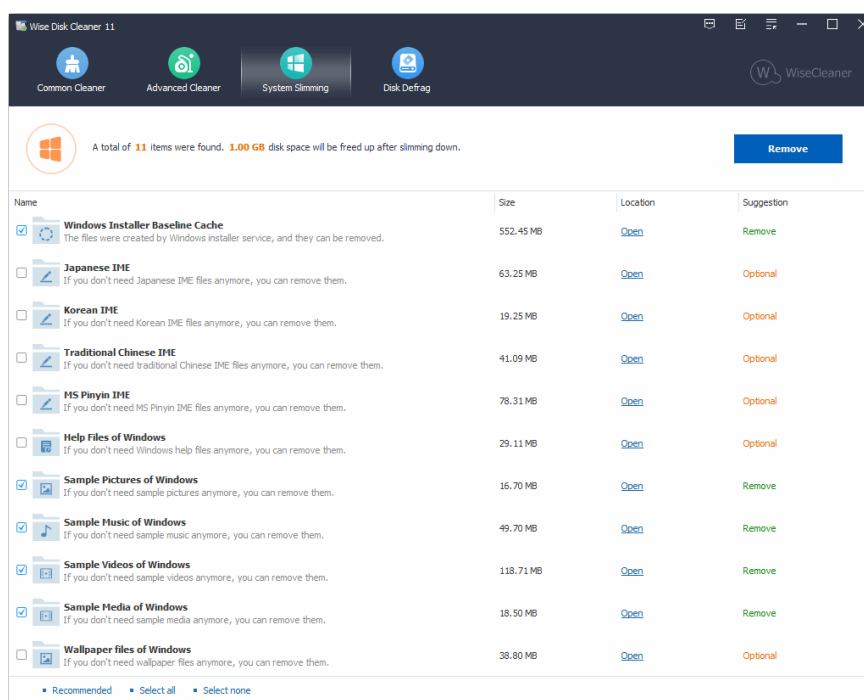 Wise Disk Cleaner 11
Common Cleaner
Advanced Cleaner
System Slimming
Disk Defrag
WiseCleaner
A total of 11 items were found. 1.00 GB disk space will be freed up after slimming down.
Remove
Name Size Location Suggestion
Windows Installer Baseline Cache
The files were created by Windows installer service, and they can be removed.
552.45 MB Open Remove
Japanese IME
If you don't need Japanese IME files anymore, you can remove them.
63.25 MB Open Optional
Korean IME
If you don't need Korean IME files anymore, you can remove them.
19.25 MB Open Optional
Traditional Chinese IME
If you don't need traditional Chinese IME files anymore, you can remove them.
41.09 MB Open Optional
MS Pinyin IME
If you don't need MS Pinyin IME files anymore, you can remove them.
78.31 MB Open Optional
Help Files of Windows
If you don't need Windows help files anymore, you can remove them.
29.11 MB Open Optional
Sample Pictures of Windows
If you don't need sample pictures anymore, you can remove them.
16.70 MB Open Remove
Sample Music of Windows
If you don't need sample music anymore, you can remove them.
49.70 MB Open Remove
Sample Videos of Windows
If you don't need sample videos anymore, you can remove them.
118.71 MB Open Remove
Sample Media of Windows
If you don't need sample media anymore, you can remove them.
18.50 MB Open Remove
Wallpaper files of Windows
If you don't need wallpaper files anymore, you can remove them.
38.80 MB Open Optional
Recommended Select all Select none